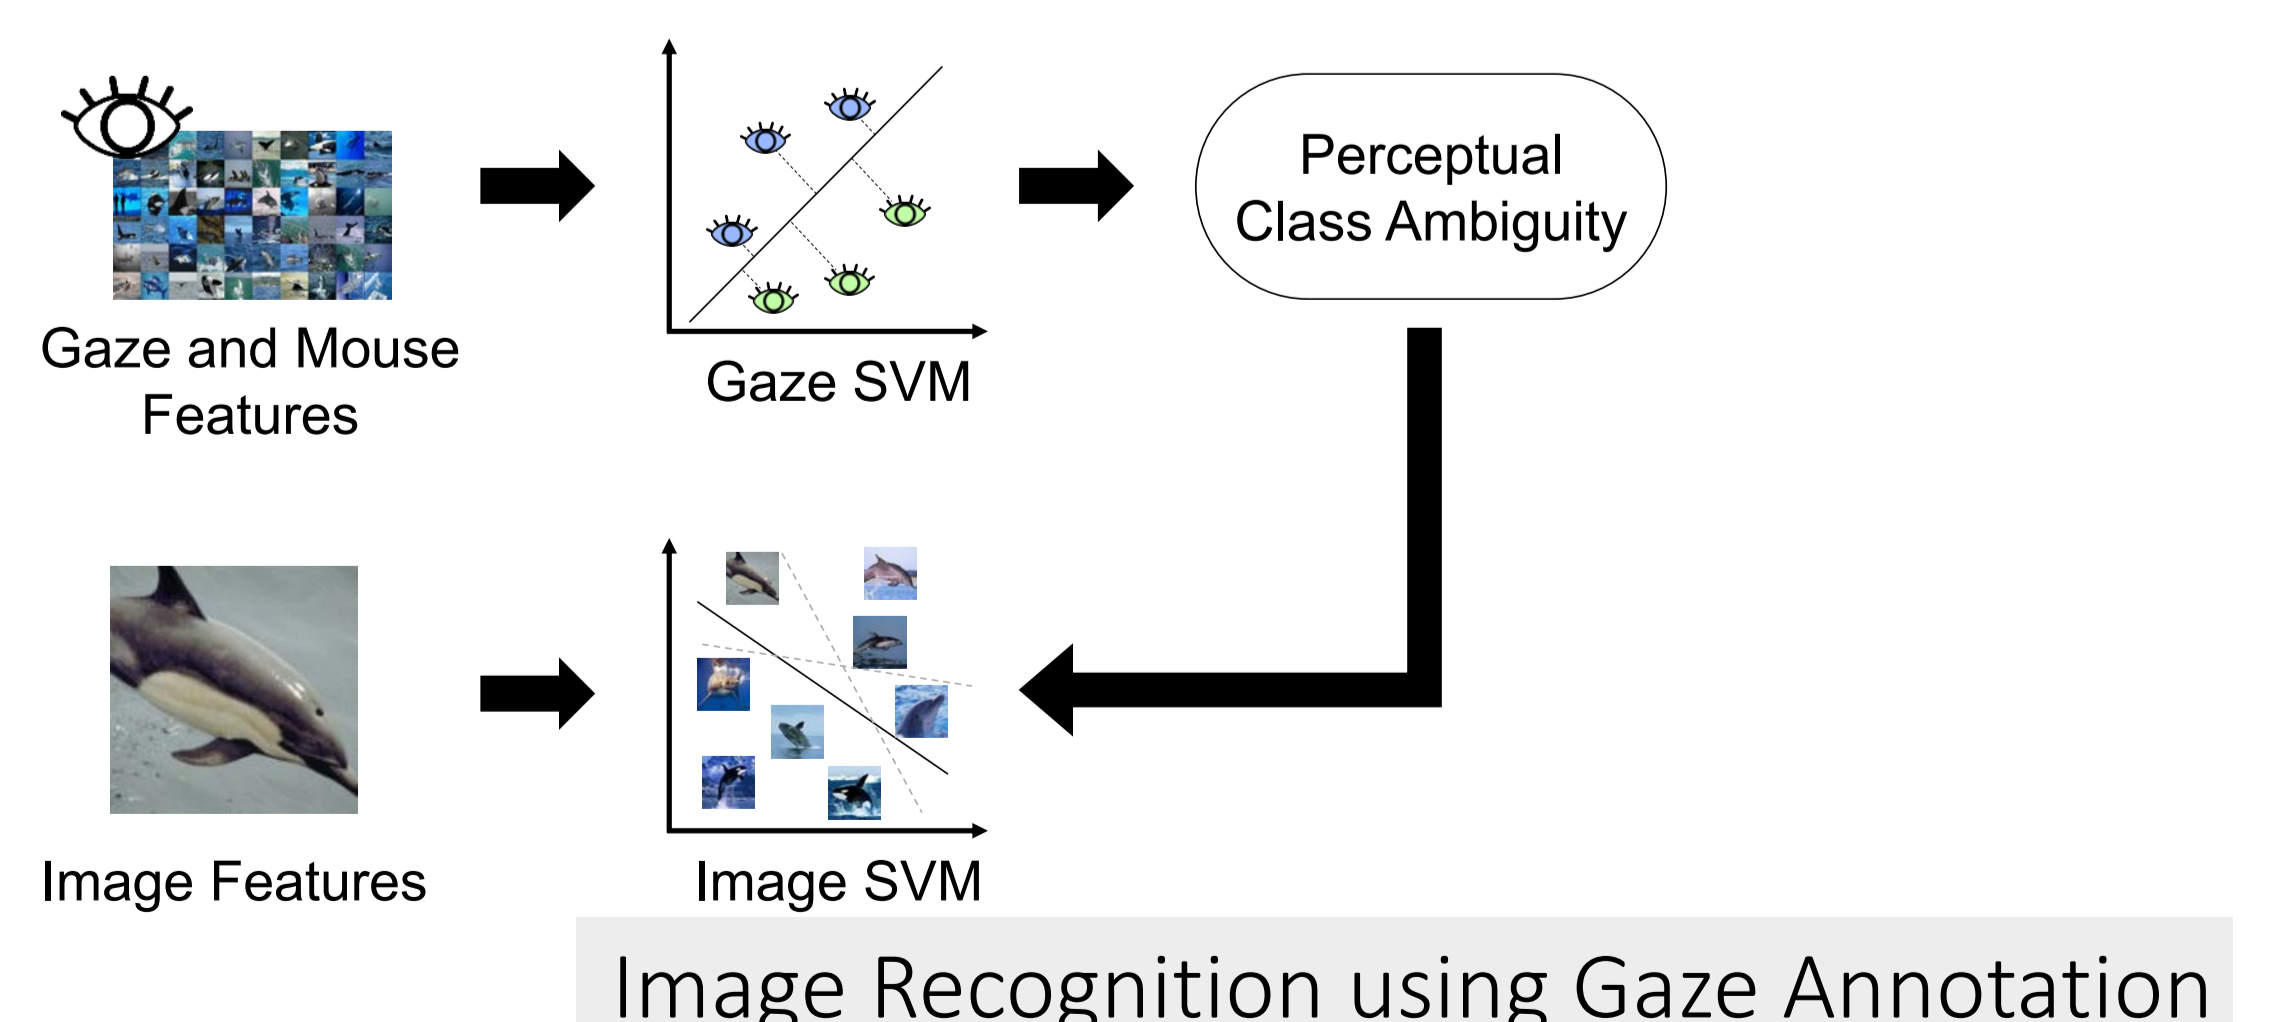 Perceptual
Class Ambiguity
Gaze and Mouse
Features
Gaze SVM
Image Features
Image SVM
Image Recognition using Gaze Annotation